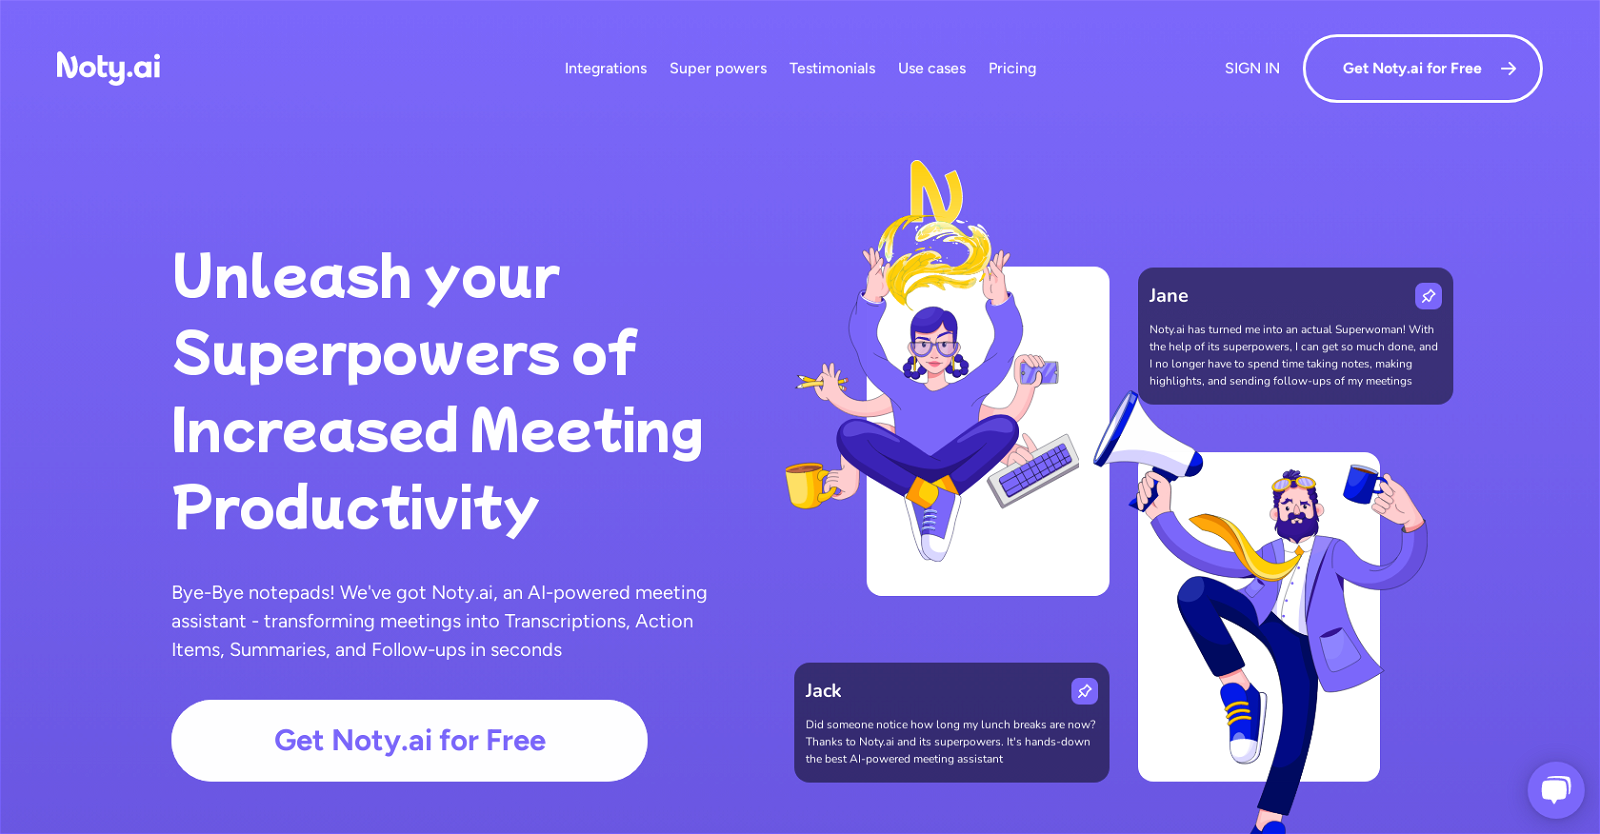 Noty.ai
Integrations
Super powers
Testimonials
Use cases
Pricing
SIGN IN
Get Noty.ai for Free
Unleash your
Superpowers of
Increased Meeting
Productivity
Bye-Bye notepads! We've got Noty.ai, an AI-powered meeting
assistant - transforming meetings into Transcriptions, Action
Items, Summaries, and Follow-ups in seconds
Get Noty.ai for Free
N
Jane
Noty.ai has turned me into an actual Superwoman! With
the help of its superpowers, I can get so much done, and
I no longer have to spend time taking notes, making
highlights, and sending follow-ups of my meetings
Jack
Did someone notice how long my lunch breaks are now?
Thanks to Noty.ai and its superpowers. It's hands-down
the best AI-powered meeting assistant